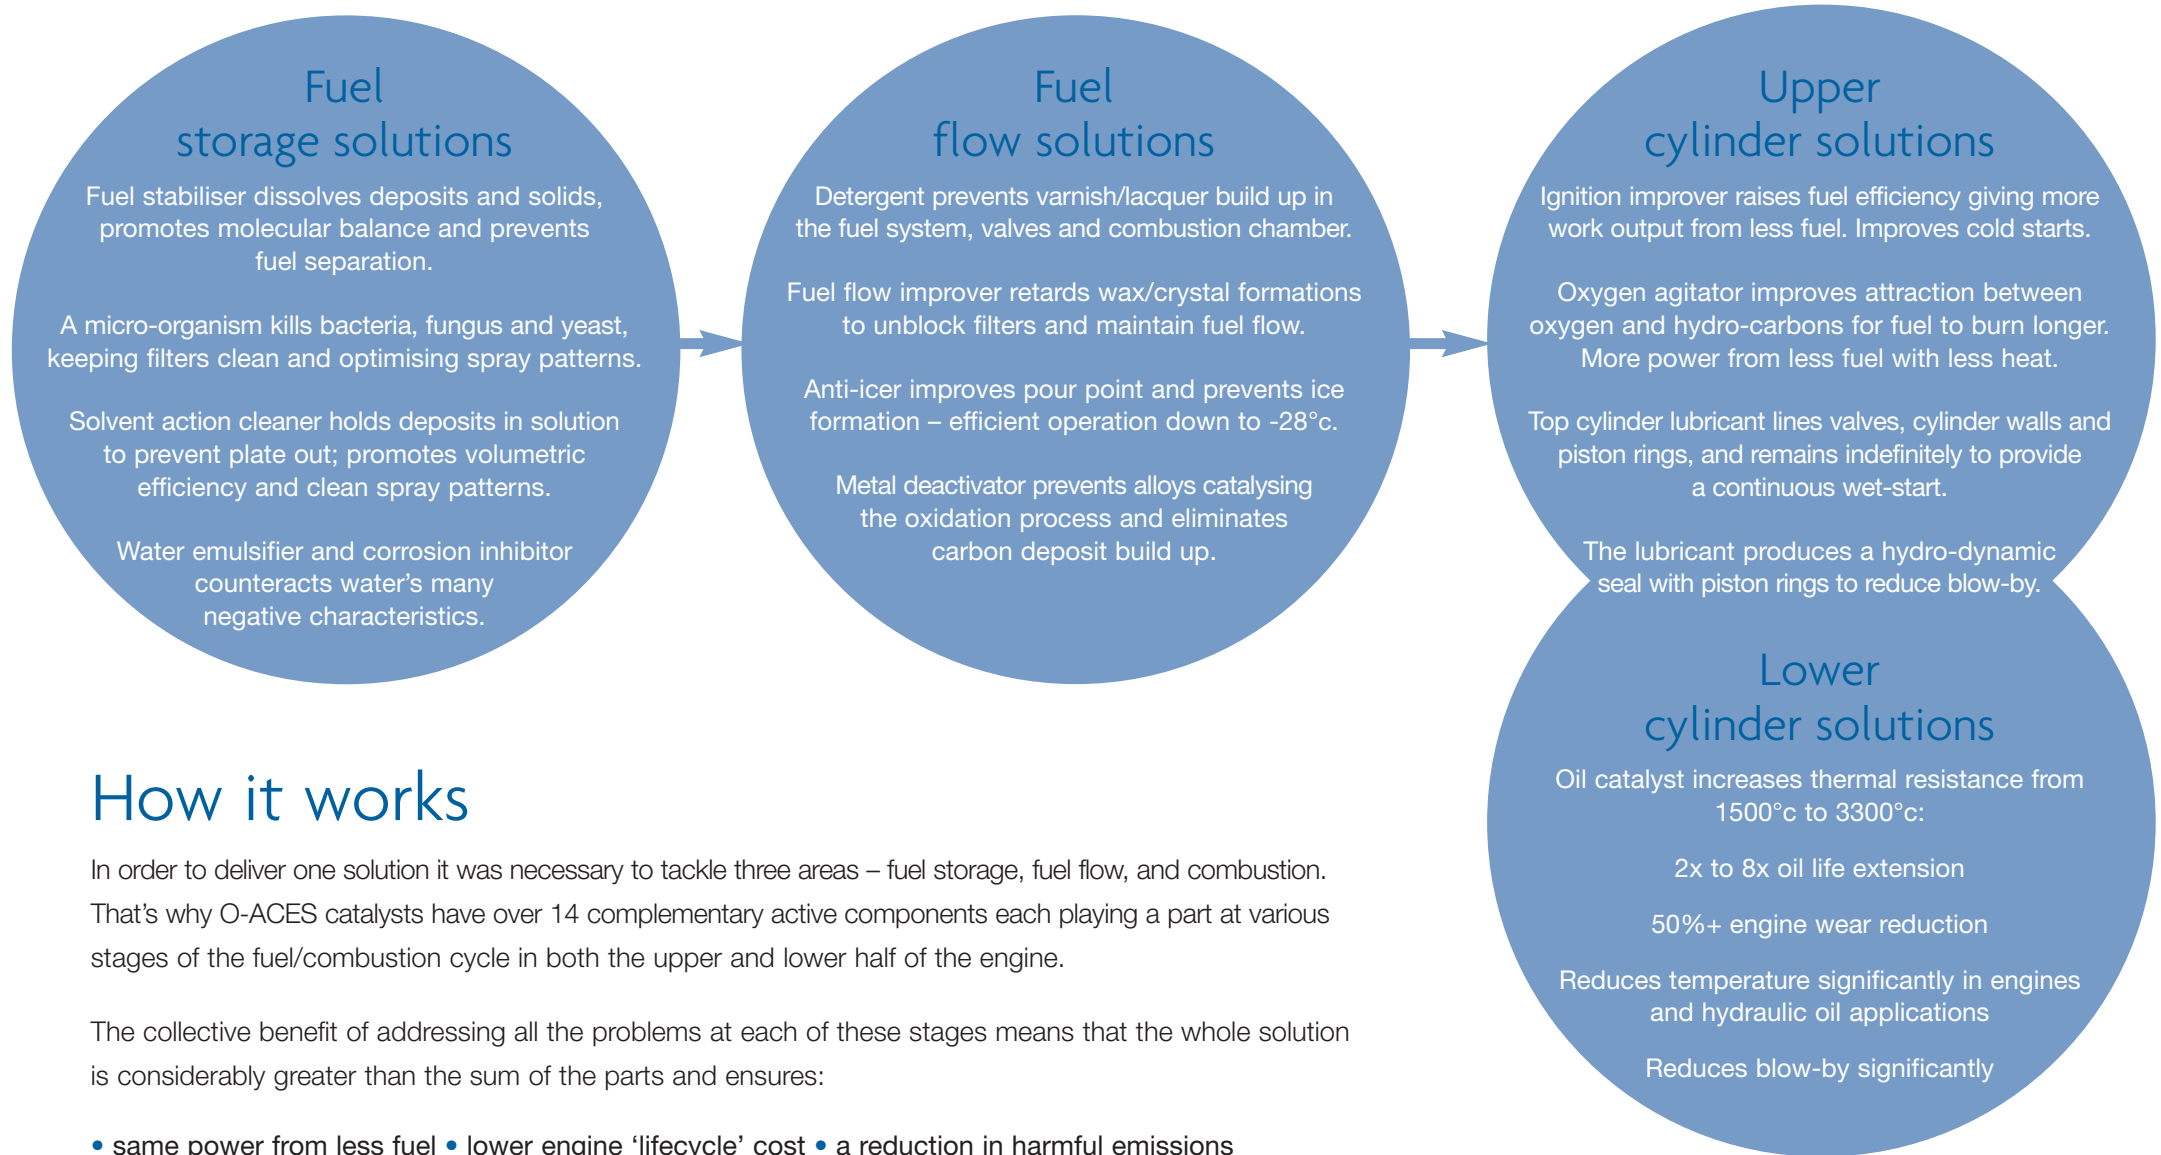 Fuel
storage solutions
Fuel stabiliser dissolves deposits and solids,
promotes molecular balance and prevents
fuel separation.
A micro-organism kills bacteria, fungus and yeast,
keeping filters clean and optimising spray patterns.
Solvent action cleaner holds deposits in solution
to prevent plate out; promotes volumetric
efficiency and clean spray patterns.
Water emulsifier and corrosion inhibitor
counteracts water’s many
negative characteristics.
Fuel
flow solutions
Detergent prevents varnish/lacquer build up in
the fuel system, valves and combustion chamber.
Fuel flow improver retards wax/crystal formations
to unblock filters and maintain fuel flow.
Anti-icer improves pour point and prevents ice
formation – efficient operation down to -28°c.
Metal deactivator prevents alloys catalysing
the oxidation process and eliminates
carbon deposit build up.
Upper
cylinder solutions
Ignition improver raises fuel efficiency giving more
work output from less fuel. Improves cold starts.
Oxygen agitator improves attraction between
oxygen and hydro-carbons for fuel to burn longer.
More power from less fuel with less heat.
Top cylinder lubricant lines valves, cylinder walls and
piston rings, and remains indefinitely to provide
a continuous wet-start.
The lubricant produces a hydro-dynamic
seal with piston rings to reduce blow-by.
Lower
cylinder solutions
Oil catalyst increases thermal resistance from
1500°c to 3300°c:
2x to 8x oil life extension
50%+ engine wear reduction
Reduces temperature significantly in engines
and hydraulic oil applications
Reduces blow-by significantly
How it works
In order to deliver one solution it was necessary to tackle three areas – fuel storage, fuel flow, and combustion.
That’s why O-ACES catalysts have over 14 complementary active components each playing a part at various
stages of the fuel/combustion cycle in both the upper and lower half of the engine.
The collective benefit of addressing all the problems at each of these stages means that the whole solution
is considerably greater than the sum of the parts and ensures:
• same power from less fuel • lower engine ‘lifecycle’ cost • a reduction in harmful emissions